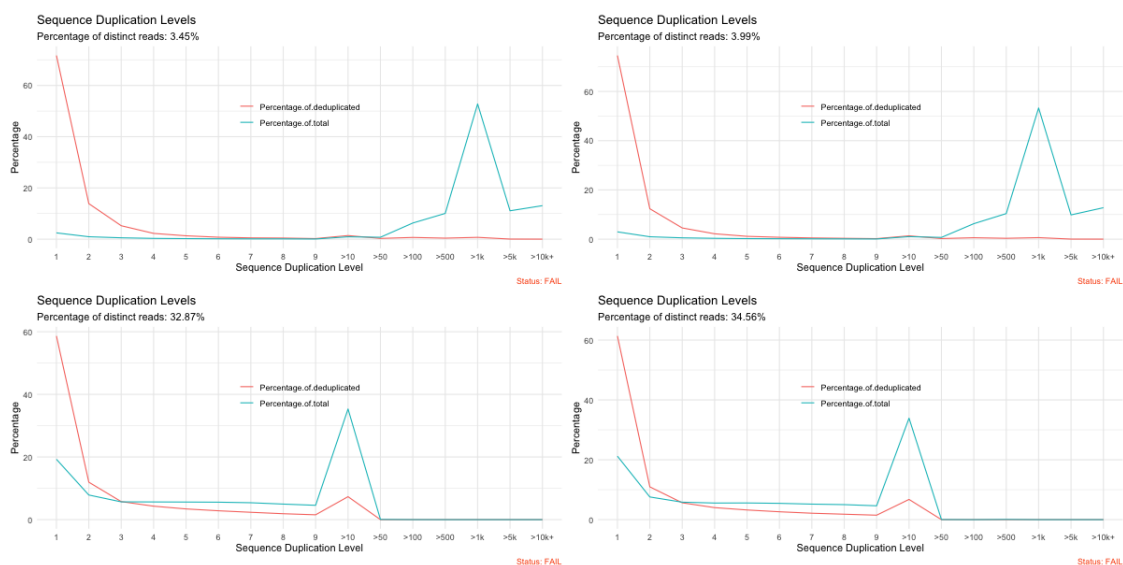 Sequence Duplication Levels
Percentage of distinct reads: 3.45%
60
40
20
0
Percentage
Percentage.of.deduplicated
Percentage.of.total
1 2 3 4 5 6 7 8 9 >10 >50 >100 >500 >1k >5k >10k+
Sequence Duplication Level
Status: FAIL
Sequence Duplication Levels
Percentage of distinct reads: 3.99%
60
40
20
0
Percentage
Percentage.of.deduplicated
Percentage.of.total
1 2 3 4 5 6 7 8 9 >10 >50 >100 >500 >1k >5k >10k+
Sequence Duplication Level
Status: FAIL
Sequence Duplication Levels
Percentage of distinct reads: 32.87%
60
40
20
0
Percentage
Percentage.of.deduplicated
Percentage.of.total
1 2 3 4 5 6 7 8 9 >10 >50 >100 >500 >1k >5k >10k+
Sequence Duplication Level
Status: FAIL
Sequence Duplication Levels
Percentage of distinct reads: 34.56%
60
40
20
0
Percentage
Percentage.of.deduplicated
Percentage.of.total
1 2 3 4 5 6 7 8 9 >10 >50 >100 >500 >1k >5k >10k+
Sequence Duplication Level
Status: FAIL